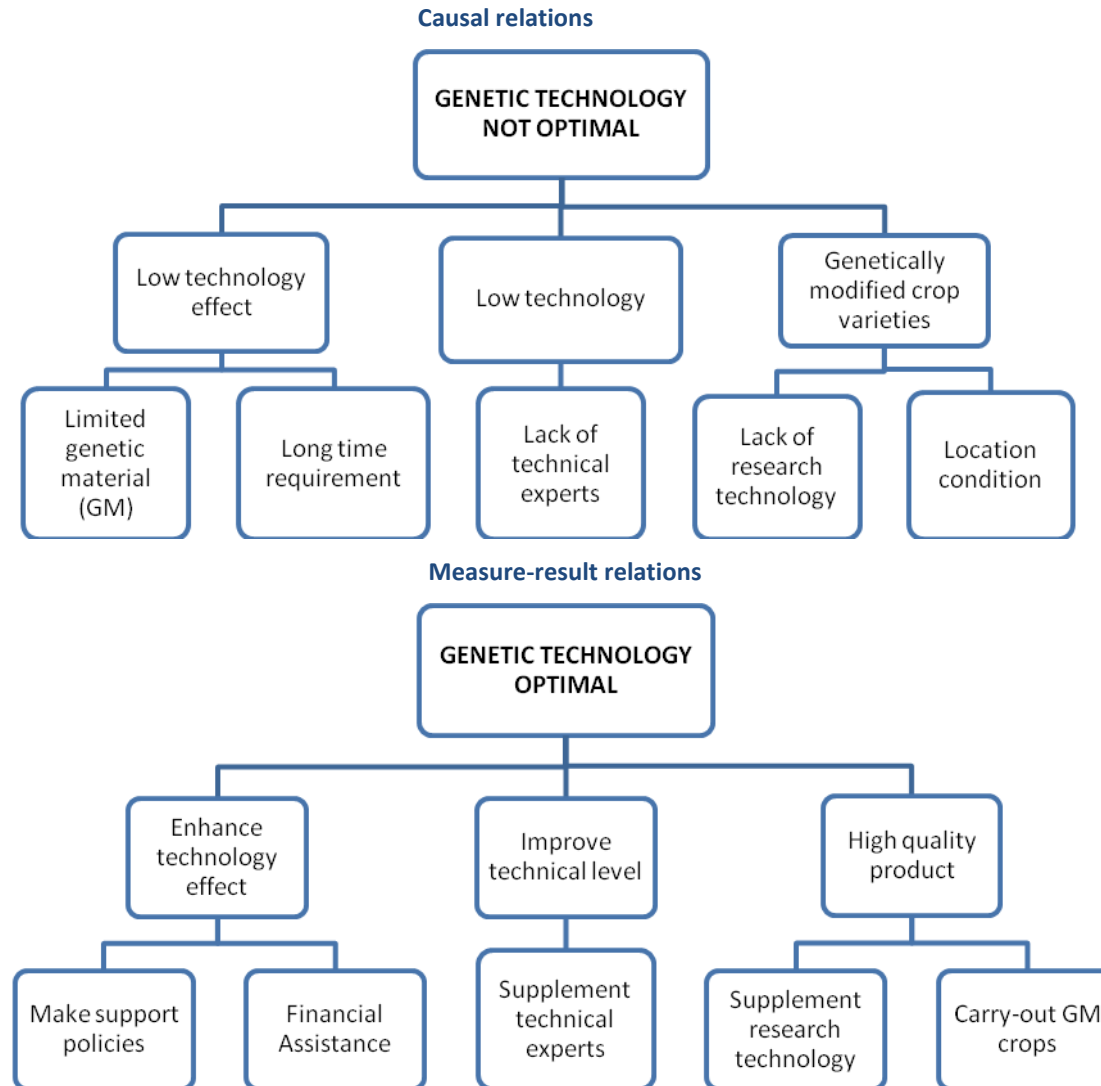 Causal relations
GENETIC TECHNOLOGY
NOT OPTIMAL
Low technology
effect
Low technology
Genetically
modified crop
varieties
Limited
genetic
material
(GM)
Long time
requirement
Lack of
technical
experts
Lack of
research
technology
Location
condition
Measure-result relations
GENETIC TECHNOLOGY
OPTIMAL
Enhance
technology
effect
Improve
technical level
High quality
product
Make support
policies
Financial
Assistance
Supplement
technical
experts
Supplement
research
technology
Carry-out GM
crops